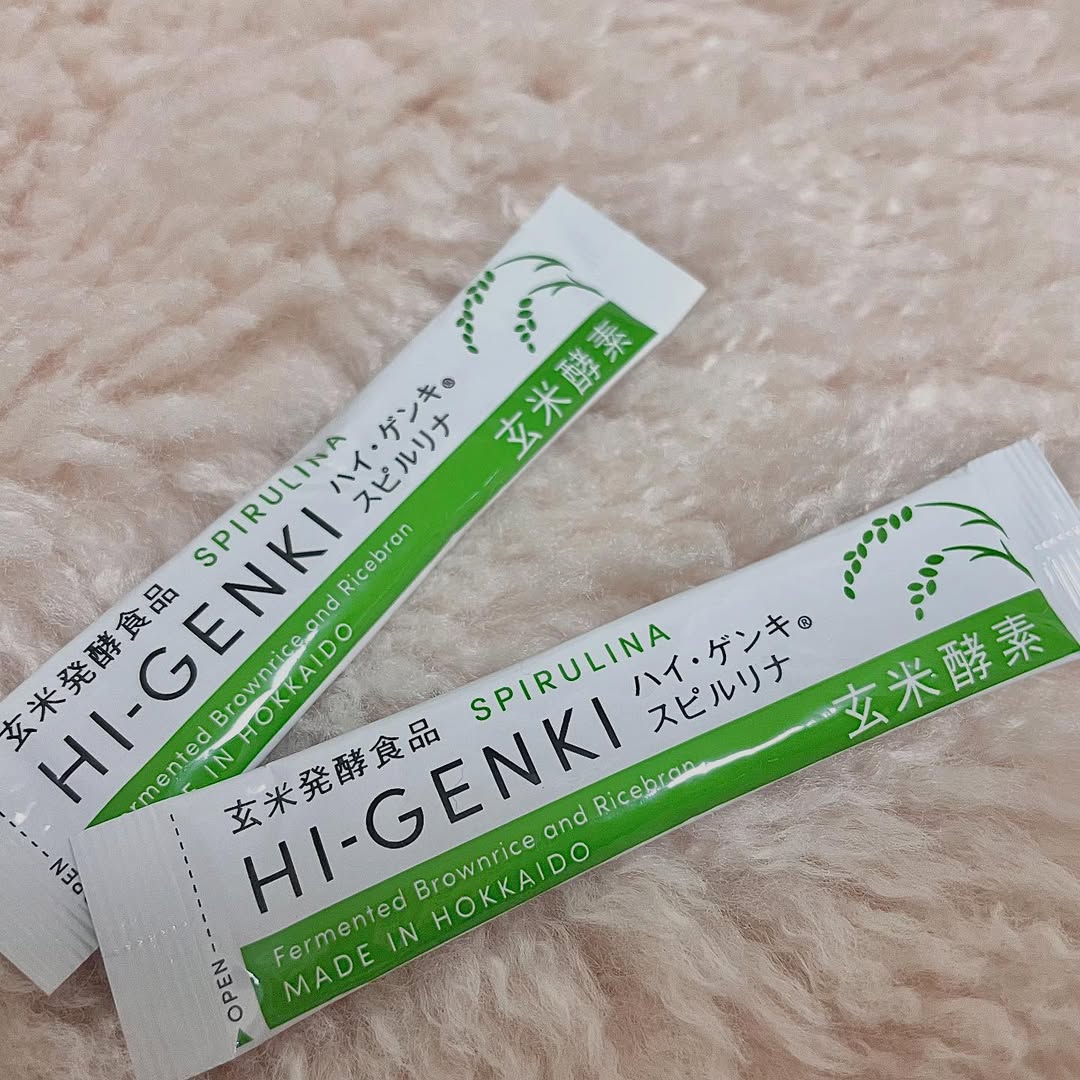 玄米発酵食品
SPIRULINA
HI-GENKI
ハイ・ゲンキ®
スピルリナ
玄米酵素
rmented Brownrice and Ricebran
IN HOKKAIDO
PEN
玄米発酵食品
SPIRULINA
HI-GENKI
ハイ・ゲンキ®
スピルリナ
玄米酵素
Fermented Brownrice and Ricebran
MADE IN HOKKAIDO
OPEN